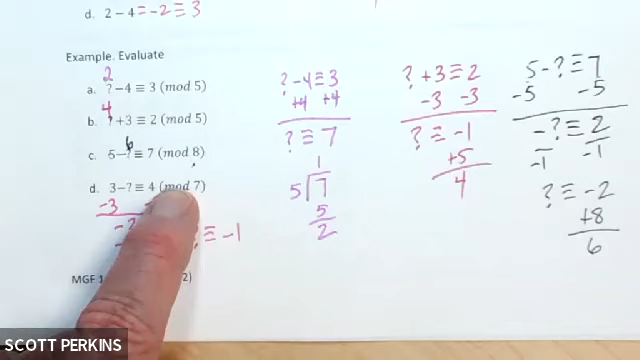 d. 2 − 4 ≡ −2 ≡ 3
Example. Evaluate
2
a. ? − 4 ≡ 3 (mod 5)
4
b. ? + 3 ≡ 2 (mod 5)
6
c. 5 − ? ≡ 7 (mod 8)
d. 3 − ? ≡ 4 (mod 7)
−3
≡ −1
MGF 1
2)
? −4 ≡ 3
+4 +4
? ≡ 7
1
5 7
5
2
? +3 ≡ 2
−3 −3
? ≡ −1
+5
4
5 − ? ≡ 7
−5 −5
−? ≡ 2
−1 −1
? ≡ −2
+8
6
SCOTT PERKINS